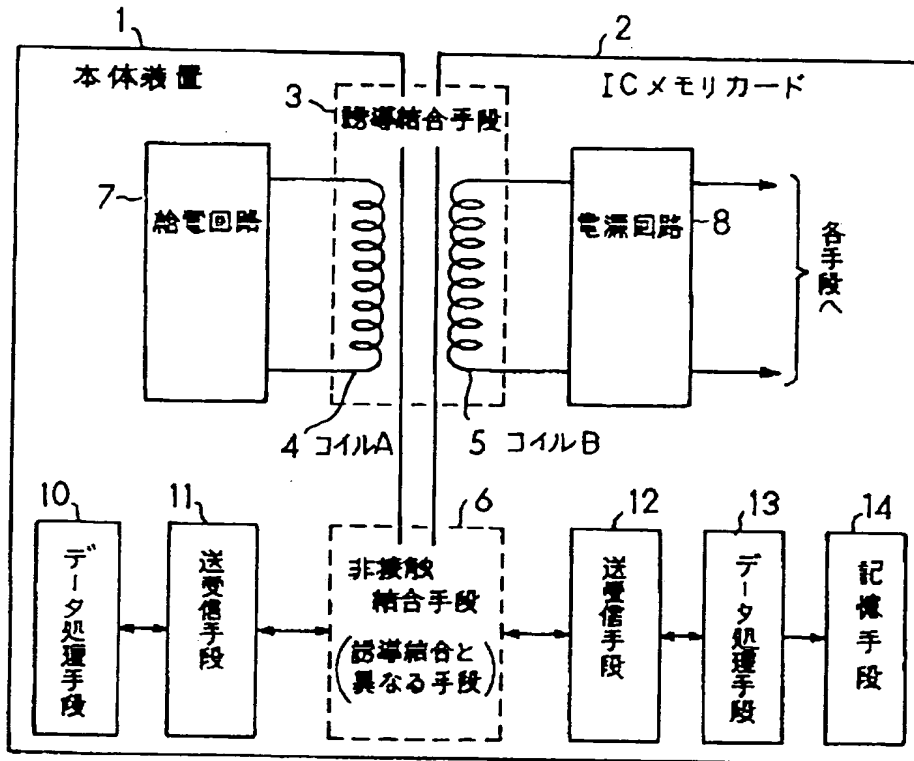 1
2
本体装置
ICメモリカード
3
誘導結合手段
7
給電回路
電源回路
8
各手段へ
4 コイルA
5 コイルB
10
11
6
12
13
14
データ処理手段
送受信手段
非接触
結合手段
(誘導結合と
異なる手段)
送受信手段
データ処理手段
記憶手段